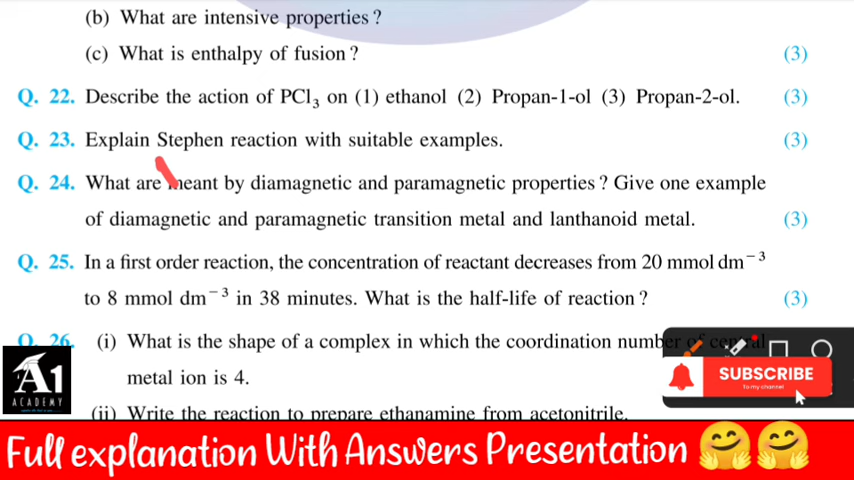 (b) What are intensive properties ?
(c) What is enthalpy of fusion ? (3)
Q. 22. Describe the action of PCl₃ on (1) ethanol (2) Propan-1-ol (3) Propan-2-ol. (3)
Q. 23. Explain Stephen reaction with suitable examples. (3)
Q. 24. What are meant by diamagnetic and paramagnetic properties ? Give one example
of diamagnetic and paramagnetic transition metal and lanthanoid metal. (3)
Q. 25. In a first order reaction, the concentration of reactant decreases from 20 mmol dm⁻³
to 8 mmol dm⁻³ in 38 minutes. What is the half-life of reaction ? (3)
Q. 26. (i) What is the shape of a complex in which the coordination number of central
metal ion is 4.
(ii) Write the reaction to prepare ethanamine from acetonitrile.
A1
ACADEMY
SUBSCRIBE
To my channel
Full explanation With Answers Presentation